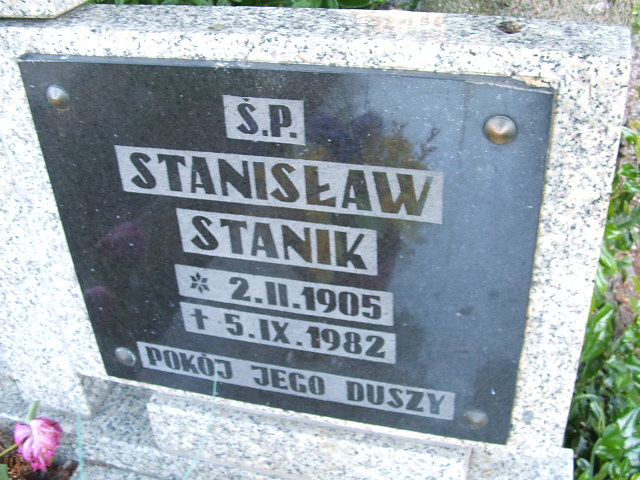 Ś.P.
STANISŁAW
STANIK
* 2.II.1905
† 5.IX.1982
POKÓJ JEGO DUSZY